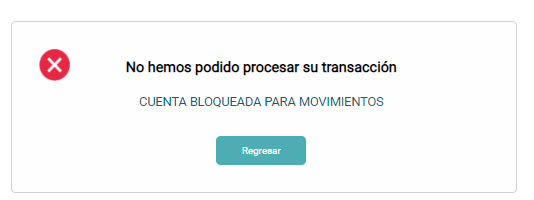 No hemos podido procesar su transacción
CUENTA BLOQUEADA PARA MOVIMIENTOS
Regresar